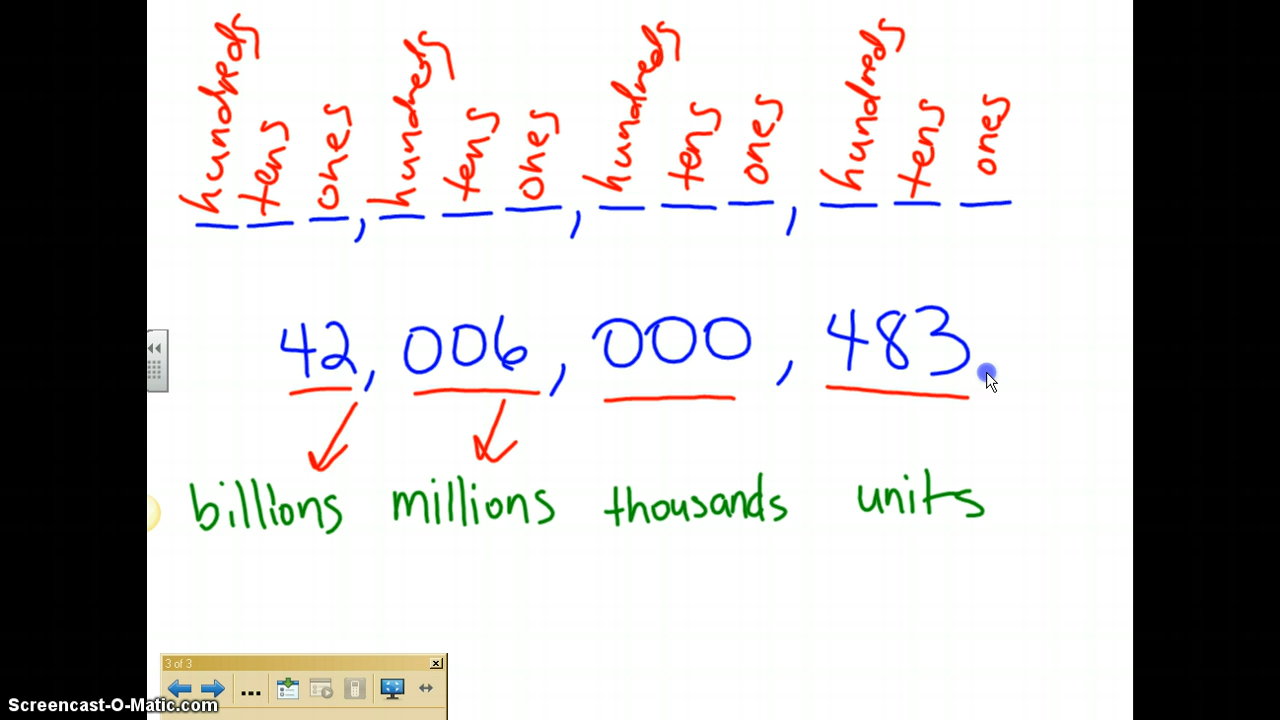 hundreds tens ones, hundreds tens ones, hundreds tens ones, hundreds tens ones
42, 006, 000, 483
billions millions thousands units
3 of 3
...
Screencast-O-Matic.com